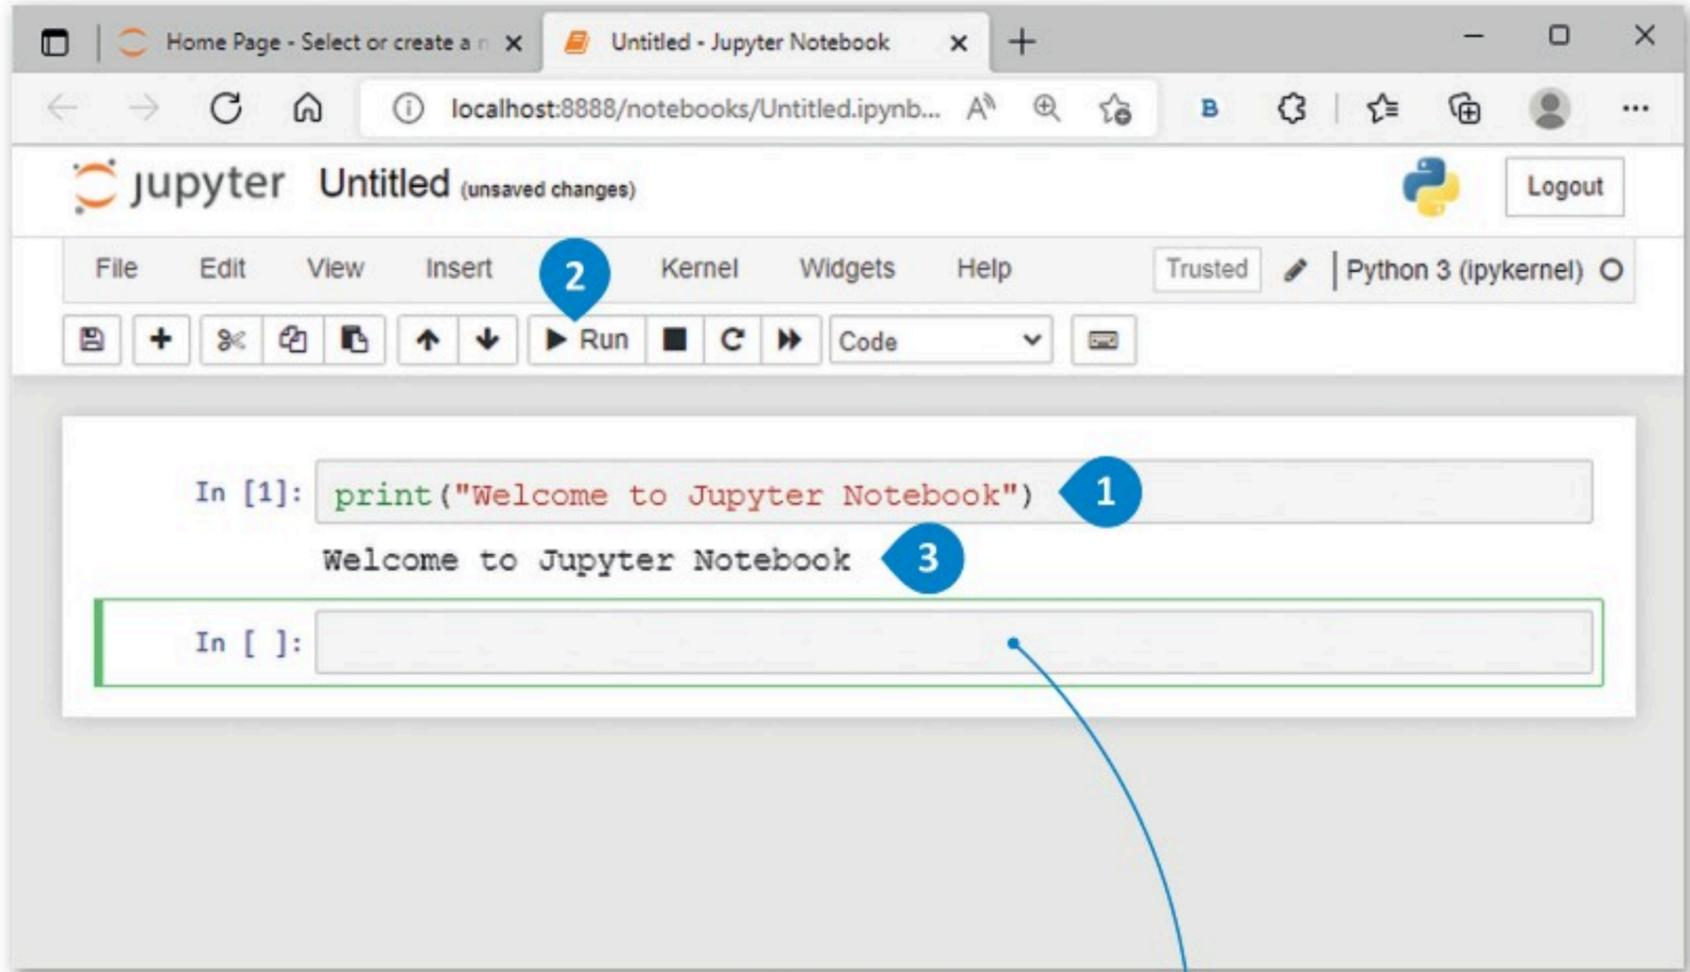 Home Page - Select or create a n
Untitled - Jupyter Notebook
localhost:8888/notebooks/Untitled.ipynb...
B
jupyter Untitled (unsaved changes)
Logout
File Edit View Insert 2 Kernel Widgets Help Trusted Python 3 (ipykernel)
Run Code
In [1]: print("Welcome to Jupyter Notebook") 1
Welcome to Jupyter Notebook 3
In [ ]: